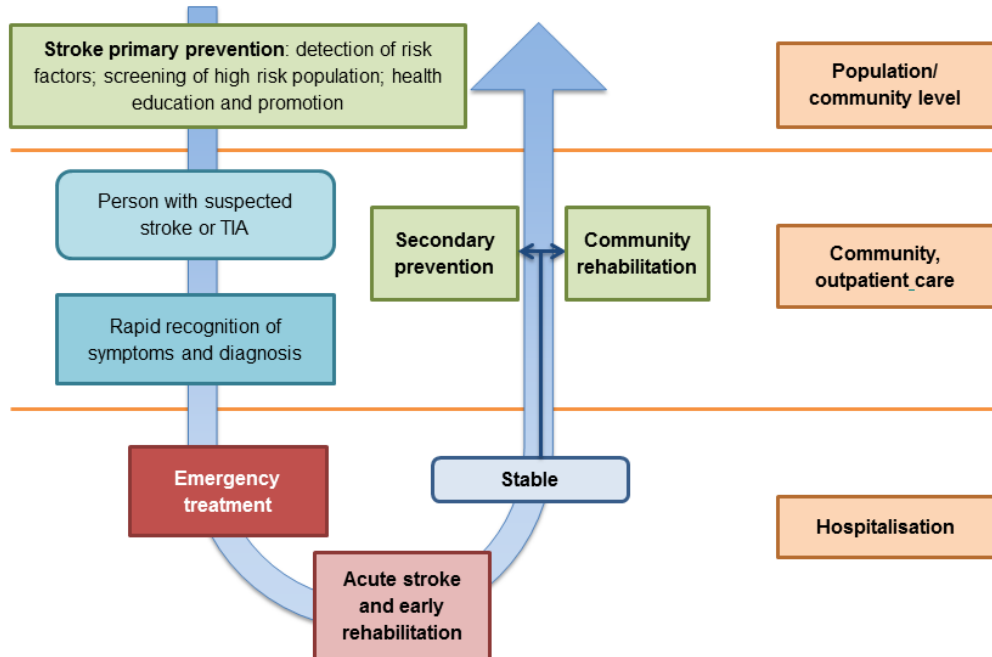 Stroke primary prevention: detection of risk
factors; screening of high risk population; health
education and promotion
Population/
community level
Person with suspected
stroke or TIA
Secondary
prevention
Community
rehabilitation
Community,
outpatient_care
Rapid recognition of
symptoms and diagnosis
Emergency
treatment
Stable
Hospitalisation
Acute stroke
and early
rehabilitation